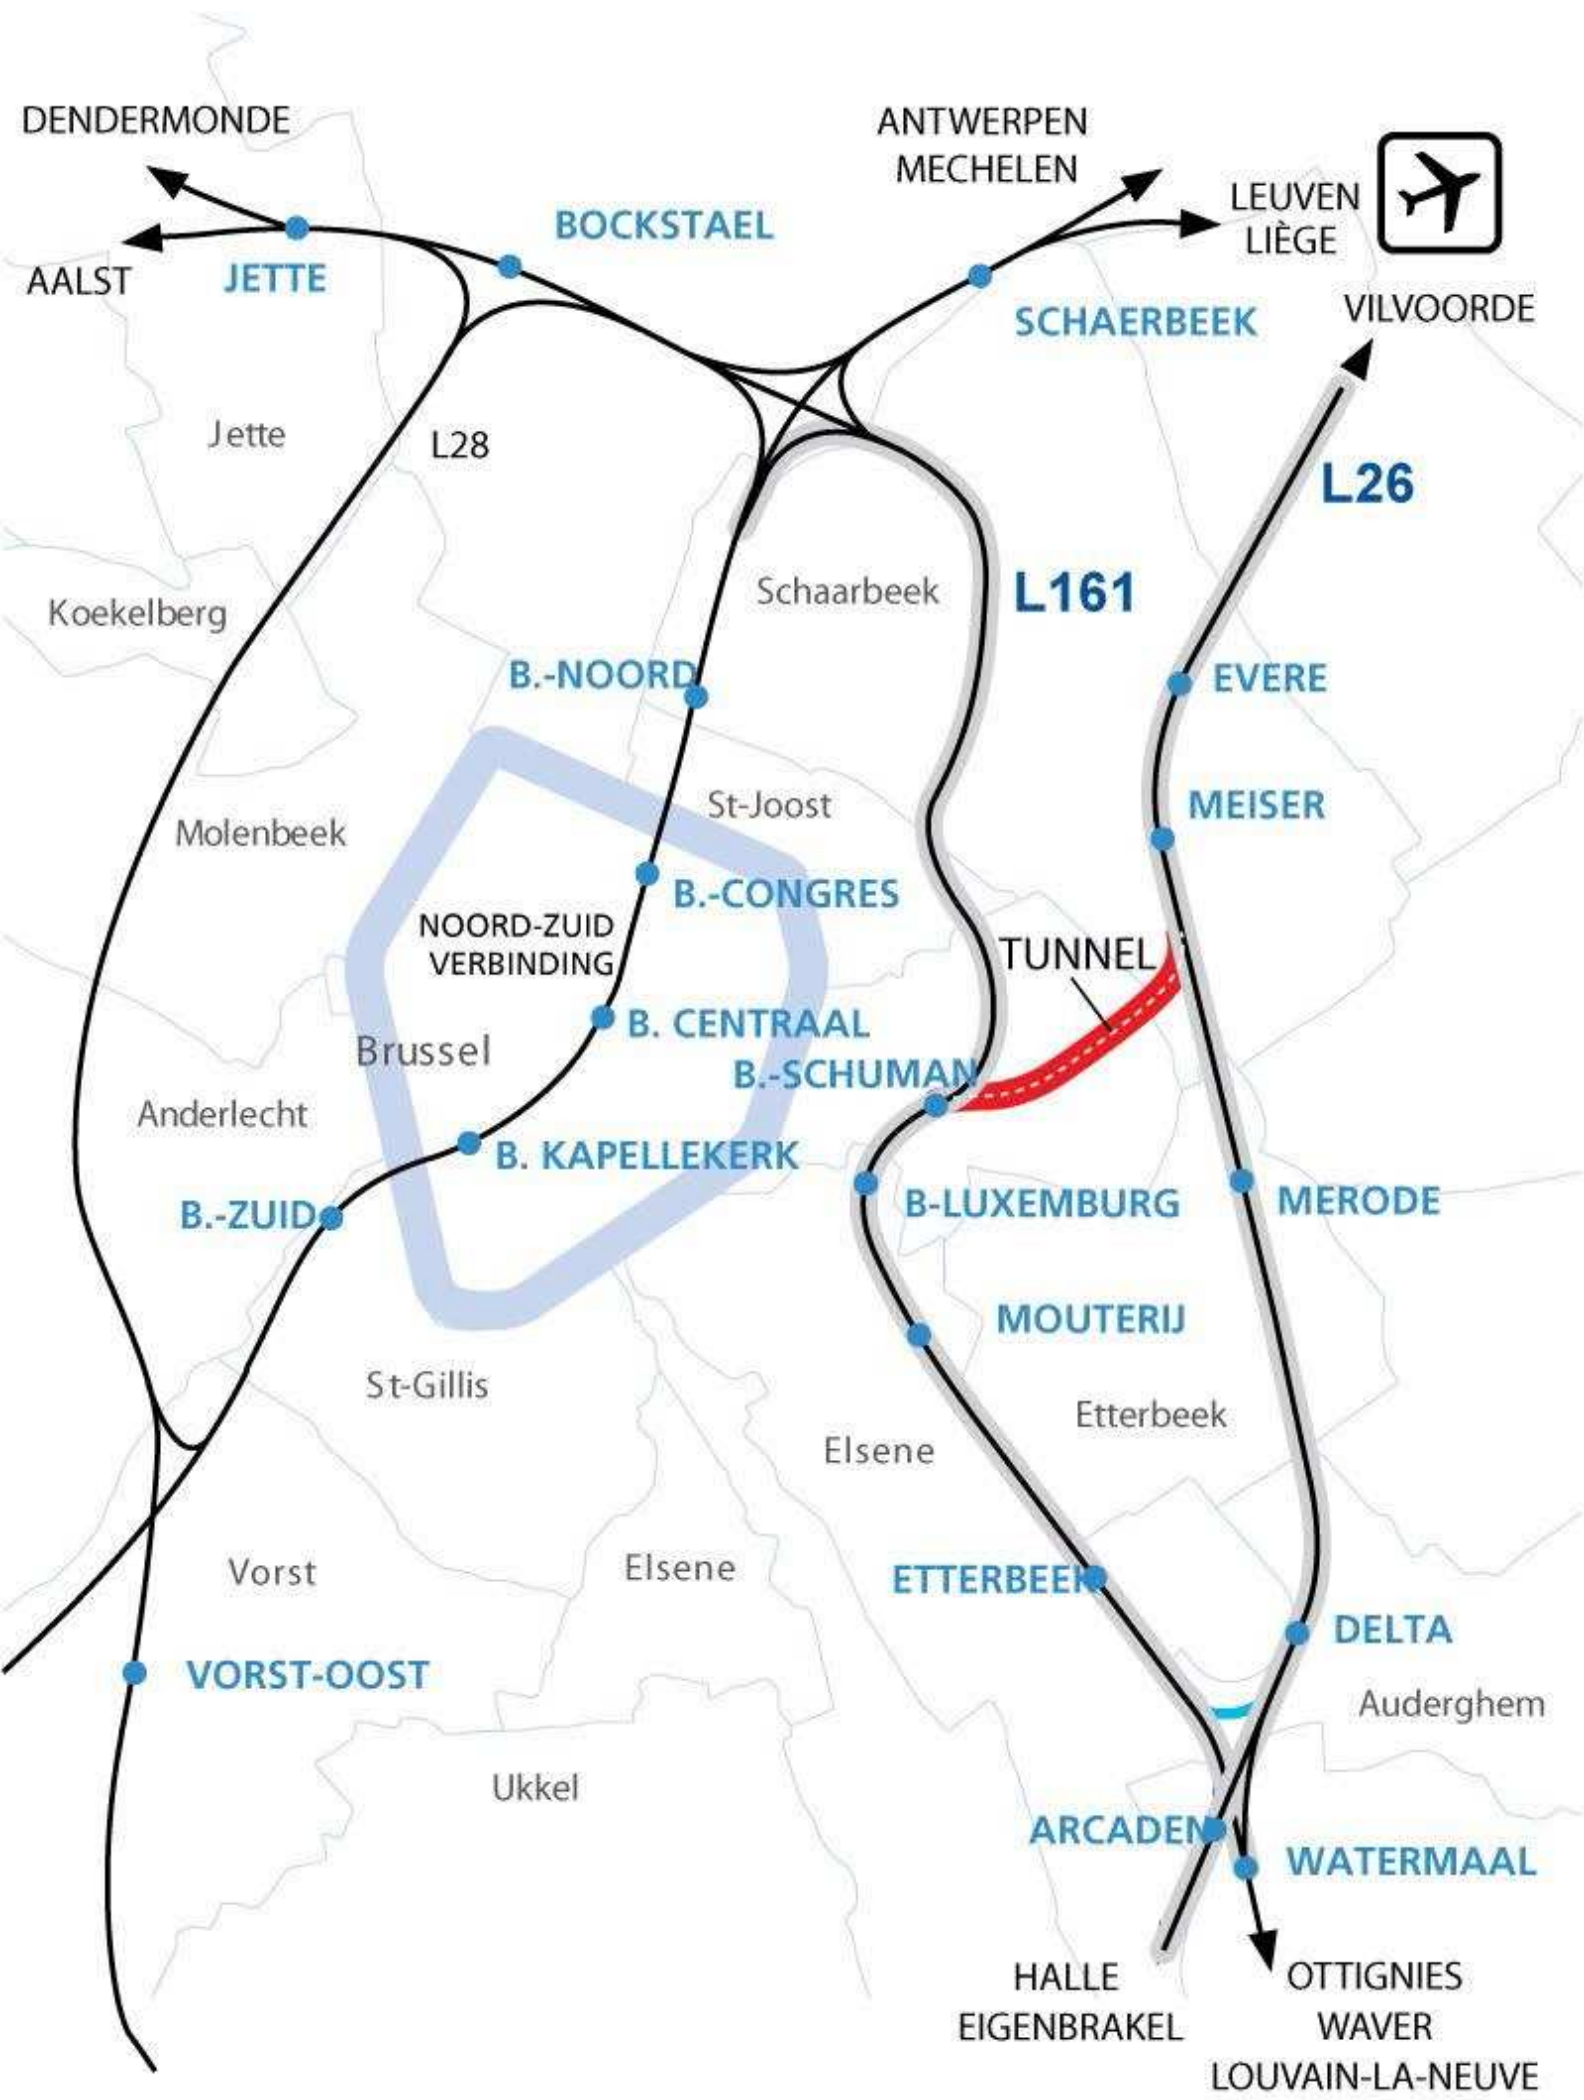 DENDERMONDE
ANTWERPEN
MECHELEN
LEUVEN
LIÈGE
BOCKSTAEL
AALST
JETTE
SCHAERBEEK
VILVOORDE
Jette
L28
L26
Koekelberg
Schaarbeek
L161
B.-NOORD
EVERE
Molenbeek
St-Joost
MEISER
B.-CONGRES
NOORD-ZUID
VERBINDING
TUNNEL
B. CENTRAAL
Brussel
B.-SCHUMAN
Anderlecht
B. KAPELLEKERK
B.-ZUID
B-LUXEMBURG
MERODE
MOUTERIJ
St-Gillis
Etterbeek
Elsene
Vorst
Elsene
ETTERBEEK
DELTA
VORST-OOST
Auderghem
Ukkel
ARCADEN
WATERMAAL
HALLE
EIGENBRAKEL
OTTIGNIES
WAVER
LOUVAIN-LA-NEUVE